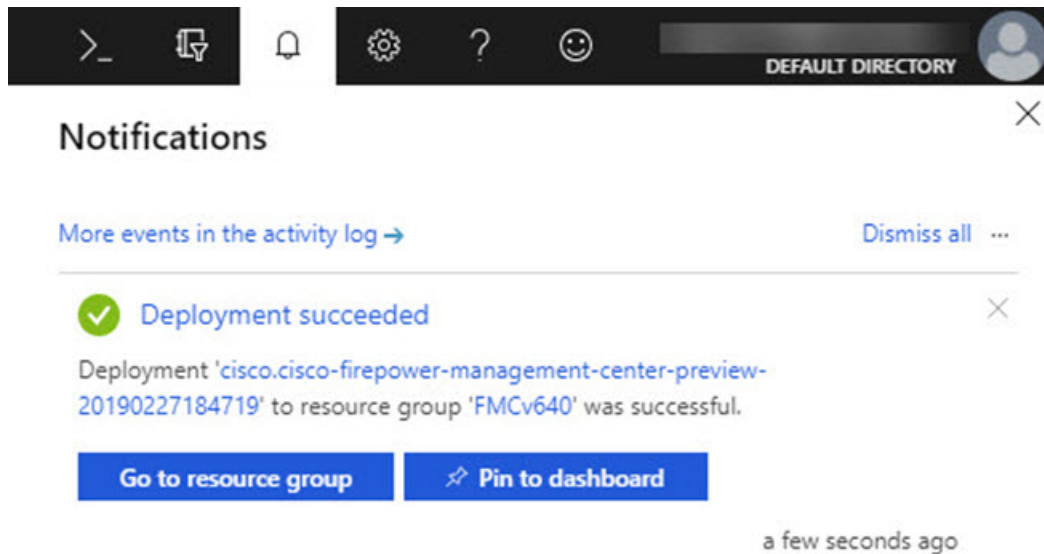 DEFAULT DIRECTORY
Notifications
More events in the activity log →
Dismiss all ...
Deployment succeeded
Deployment 'cisco.cisco-firepower-management-center-preview-
20190227184719' to resource group 'FMCv640' was successful.
Go to resource group
Pin to dashboard
a few seconds ago